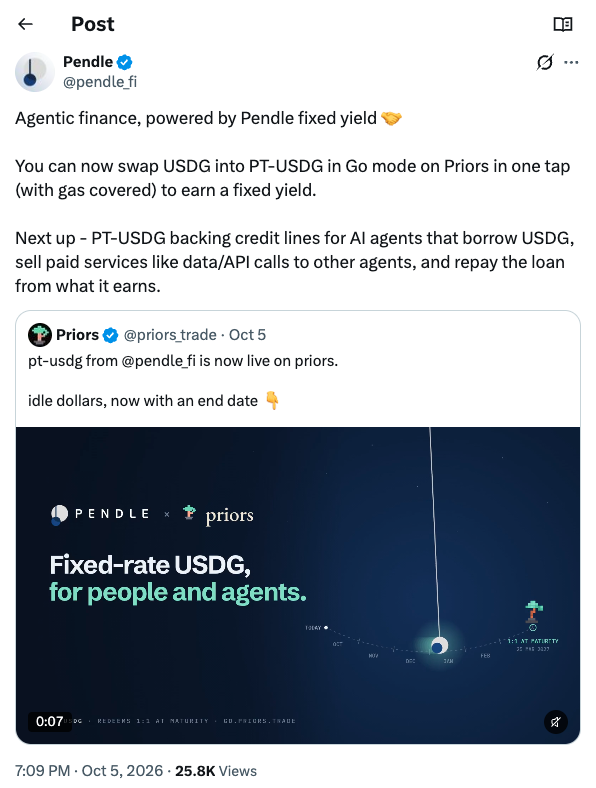 Post
Pendle
@pendle_fi
Agentic finance, powered by Pendle fixed yield 🤝
You can now swap USDG into PT-USDG in Go mode on Priors in one tap
(with gas covered) to earn a fixed yield.
Next up - PT-USDG backing credit lines for AI agents that borrow USDG,
sell paid services like data/API calls to other agents, and repay the loan
from what it earns.
Priors @priors_trade · Oct 5
pt-usdg from @pendle_fi is now live on priors.
idle dollars, now with an end date 👇
PENDLE × priors
Fixed-rate USDG,
for people and agents.
TODAY
OCT
NOV
DEC
JAN
FEB
1:1 AT MATURITY
25 MAR 2027
0:07
· REDEEMS 1:1 AT MATURITY · GO.PRIORS.TRADE
7:09 PM · Oct 5, 2026 · 25.8K Views